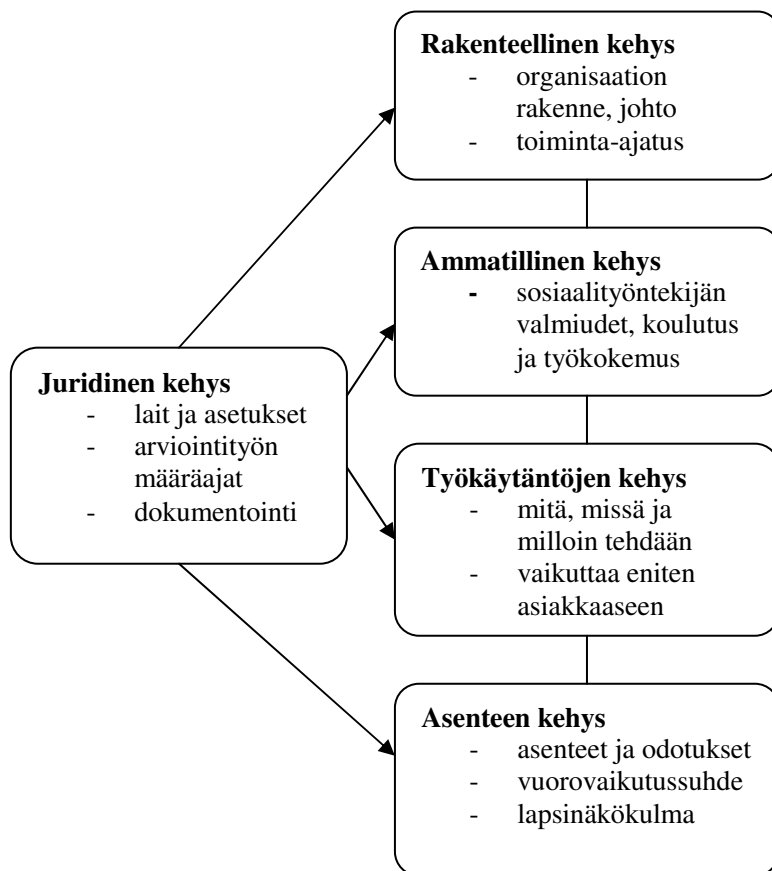 Rakenteellinen kehys
- organisaation
rakenne, johto
- toiminta-ajatus
Ammatillinen kehys
- sosiaalityöntekijän
valmiudet, koulutus
ja työkokemus
Juridinen kehys
- lait ja asetukset
- arviointityön
määräajat
- dokumentointi
Työkäytäntöjen kehys
- mitä, missä ja
milloin tehdään
- vaikuttaa eniten
asiakkaaseen
Asenteen kehys
- asenteet ja odotukset
- vuorovaikutussuhde
- lapsinäkökulma